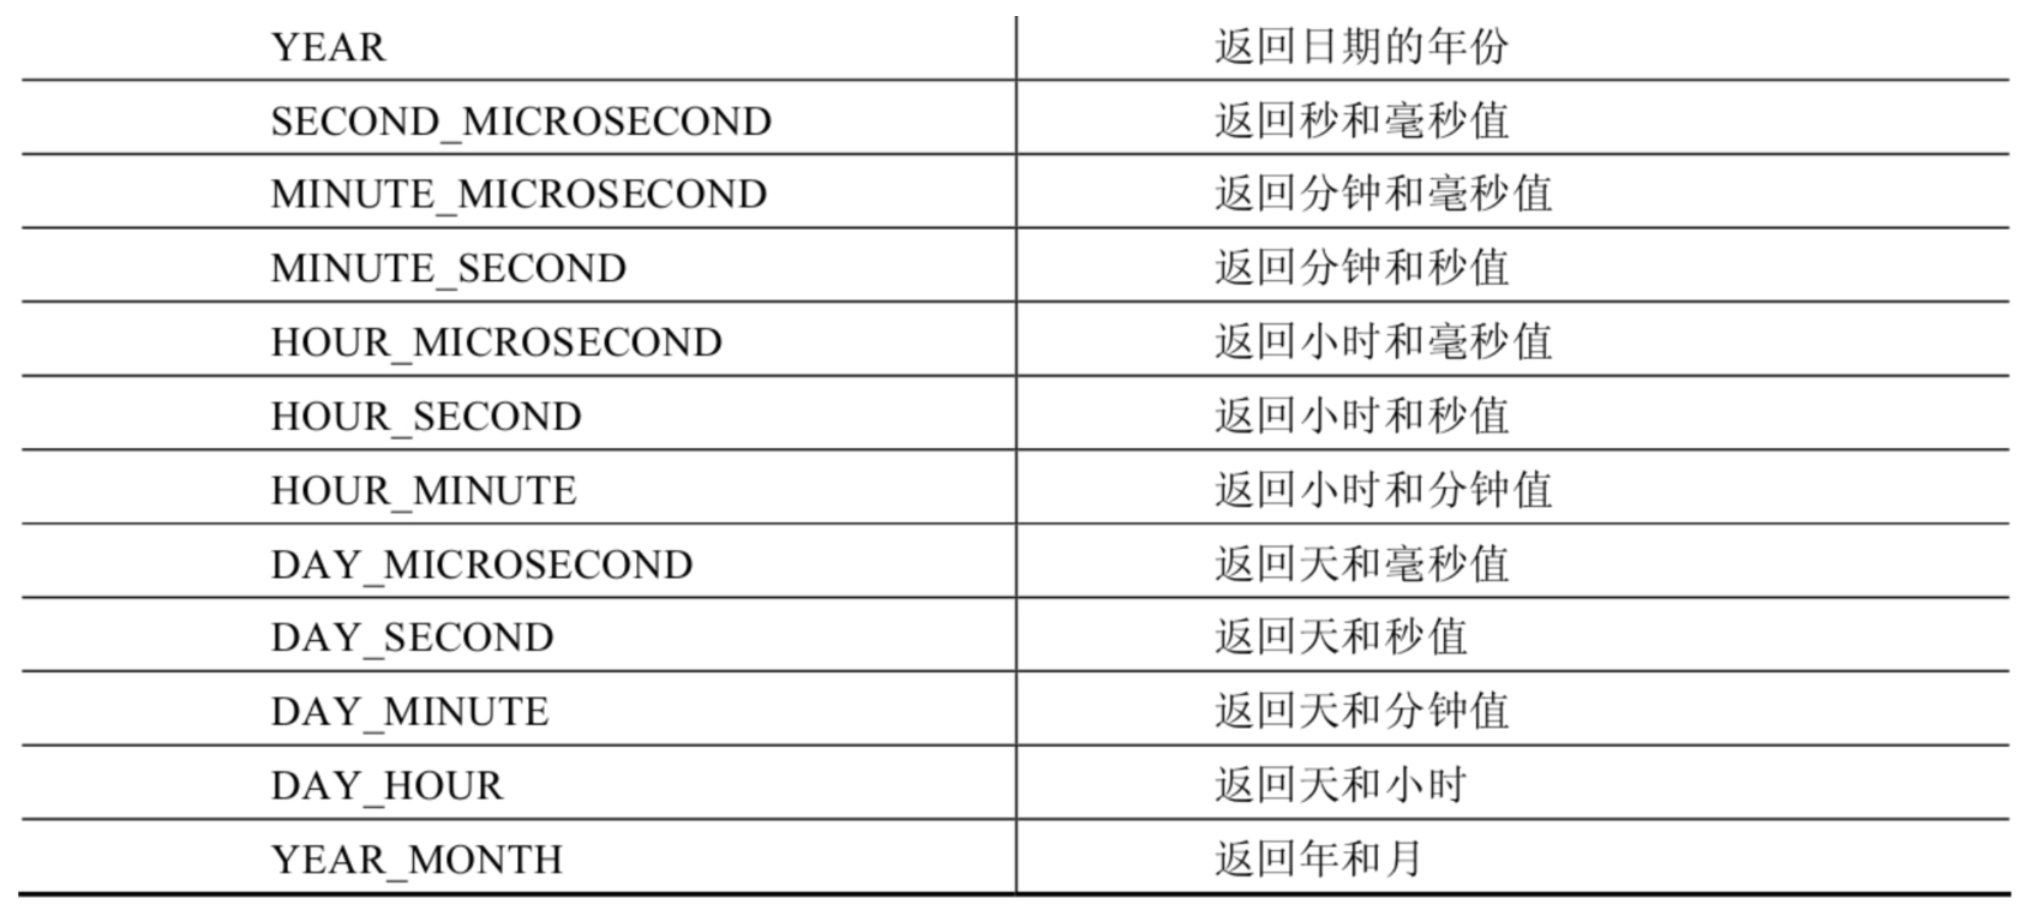 YEAR 返回日期的年份
SECOND_MICROSECOND 返回秒和毫秒值
MINUTE_MICROSECOND 返回分钟和毫秒值
MINUTE_SECOND 返回分钟和秒值
HOUR_MICROSECOND 返回小时和毫秒值
HOUR_SECOND 返回小时和秒值
HOUR_MINUTE 返回小时和分钟值
DAY_MICROSECOND 返回天和毫秒值
DAY_SECOND 返回天和秒值
DAY_MINUTE 返回天和分钟值
DAY_HOUR 返回天和小时
YEAR_MONTH 返回年和月